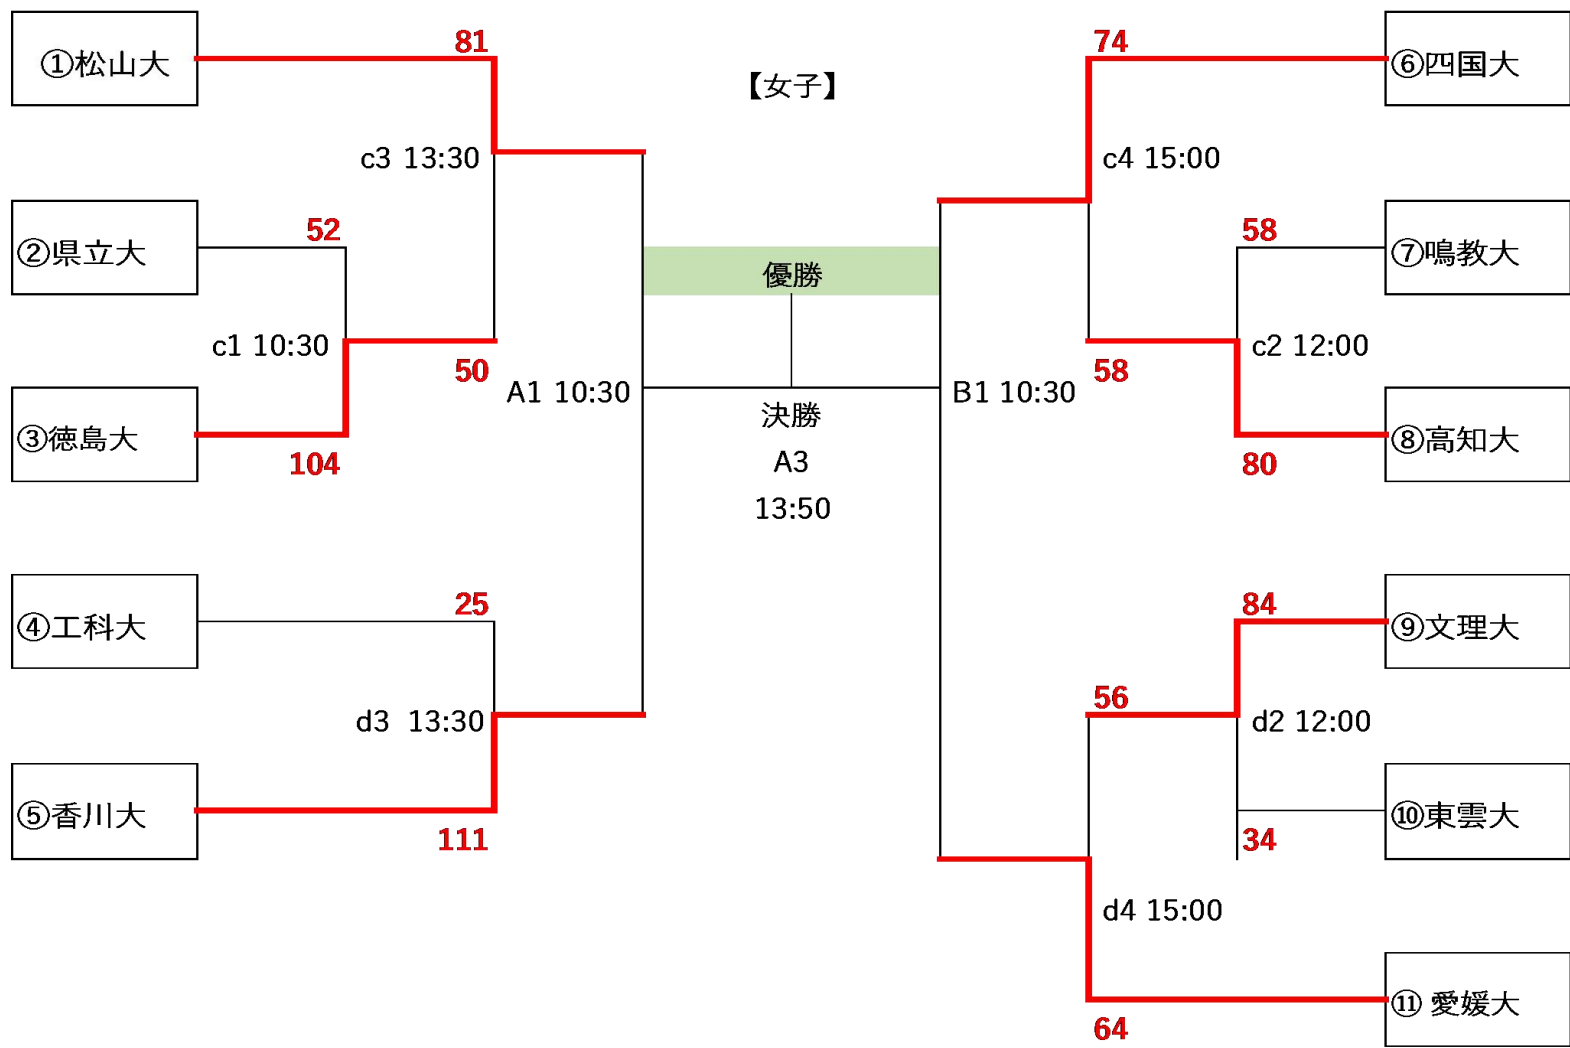 ①松山大
81
【女子】
74
⑥四国大
c3 13:30
c4 15:00
②県立大
52
58
⑦鳴教大
優勝
c1 10:30
50
A1 10:30
B1 10:30
58
c2 12:00
③徳島大
104
決勝
A3
13:50
80
⑧高知大
④工科大
25
84
⑨文理大
d3 13:30
56
d2 12:00
⑤香川大
111
34
⑩東雲大
d4 15:00
64
⑪ 愛媛大